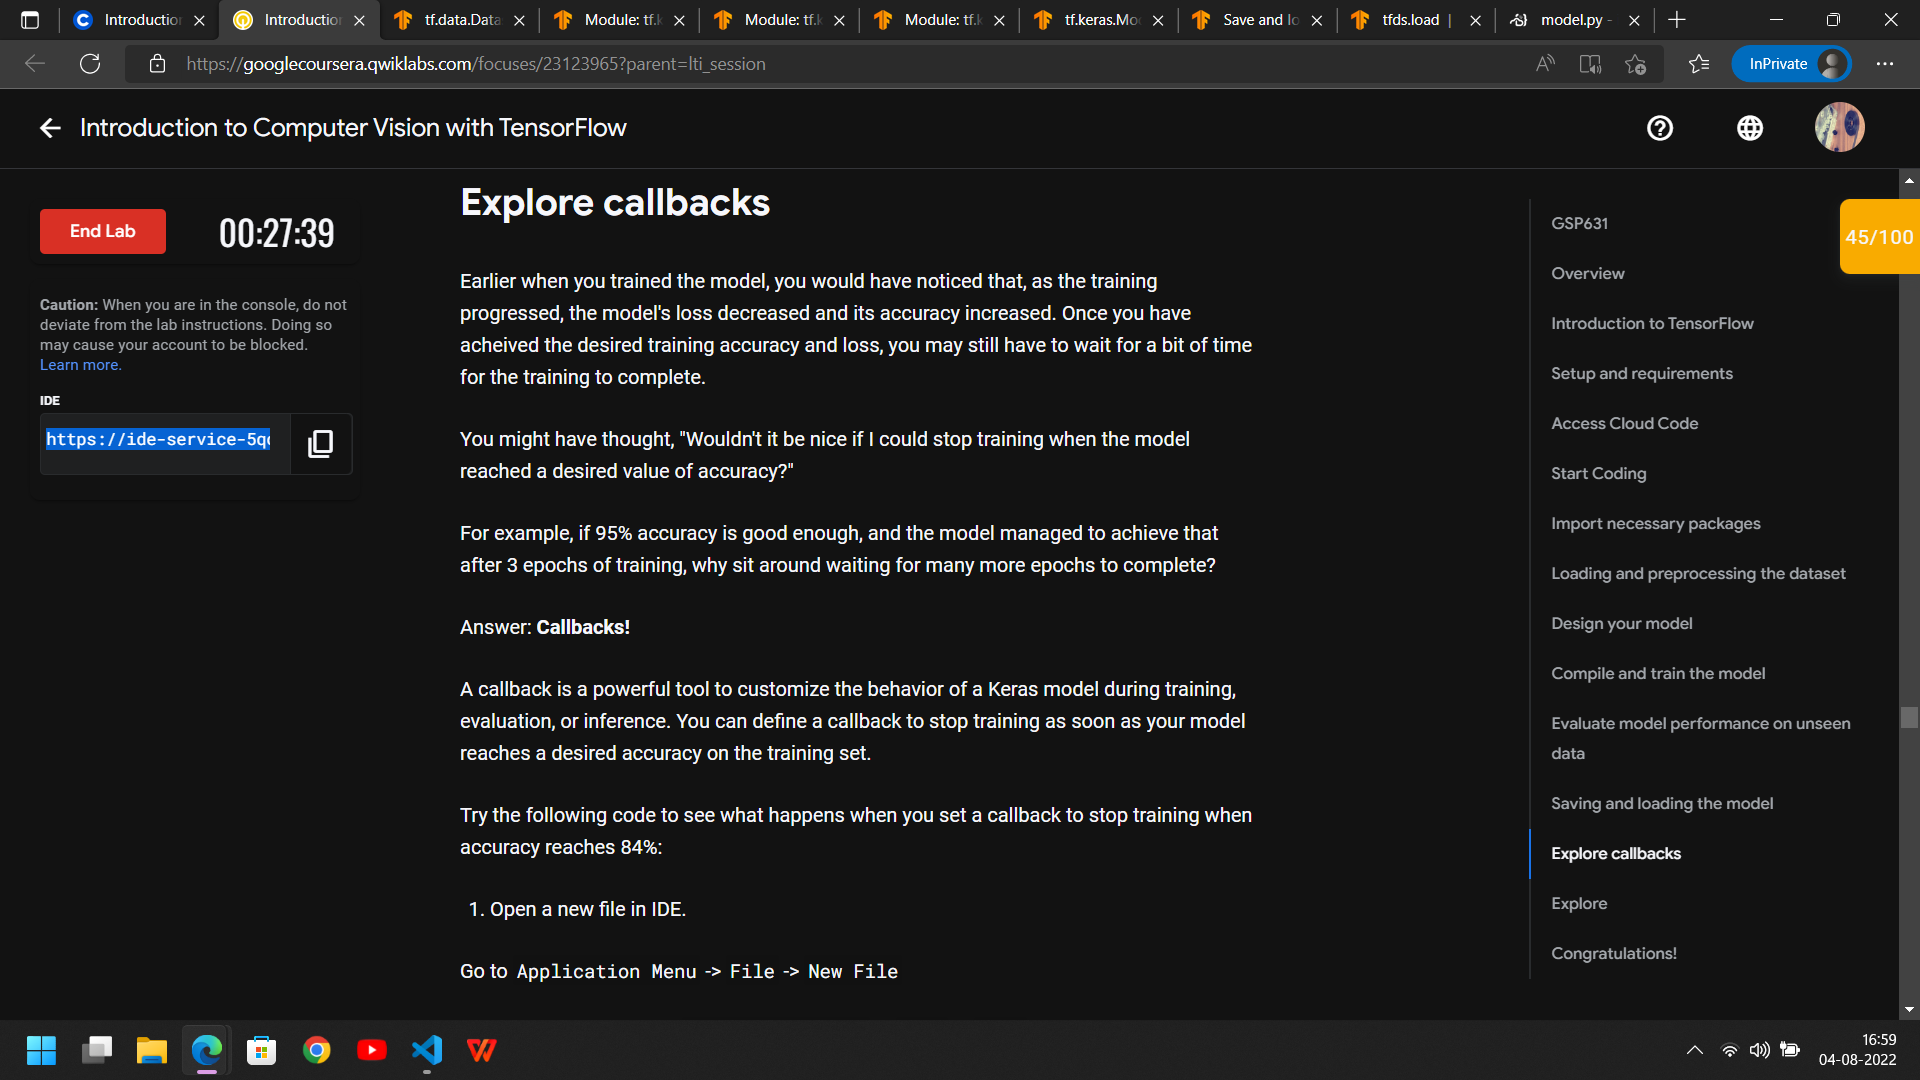 Introduction
Introduction
tf.data.Data
Module: tf.k
Module: tf.k
Module: tf.k
tf.keras.Mo
Save and lo
tfds.load |
model.py -
https://googlecoursera.qwiklabs.com/focuses/23123965?parent=lti_session
InPrivate
Introduction to Computer Vision with TensorFlow
End Lab
00:27:39
Caution: When you are in the console, do not
deviate from the lab instructions. Doing so
may cause your account to be blocked.
Learn more.
IDE
https://ide-service-5qc
Explore callbacks
Earlier when you trained the model, you would have noticed that, as the training
progressed, the model's loss decreased and its accuracy increased. Once you have
acheived the desired training accuracy and loss, you may still have to wait for a bit of time
for the training to complete.
You might have thought, "Wouldn't it be nice if I could stop training when the model
reached a desired value of accuracy?"
For example, if 95% accuracy is good enough, and the model managed to achieve that
after 3 epochs of training, why sit around waiting for many more epochs to complete?
Answer: Callbacks!
A callback is a powerful tool to customize the behavior of a Keras model during training,
evaluation, or inference. You can define a callback to stop training as soon as your model
reaches a desired accuracy on the training set.
Try the following code to see what happens when you set a callback to stop training when
accuracy reaches 84%:
1. Open a new file in IDE.
Go to Application Menu -> File -> New File
GSP631
Overview
Introduction to TensorFlow
Setup and requirements
Access Cloud Code
Start Coding
Import necessary packages
Loading and preprocessing the dataset
Design your model
Compile and train the model
Evaluate model performance on unseen
data
Saving and loading the model
Explore callbacks
Explore
Congratulations!
45/100
16:59
04-08-2022